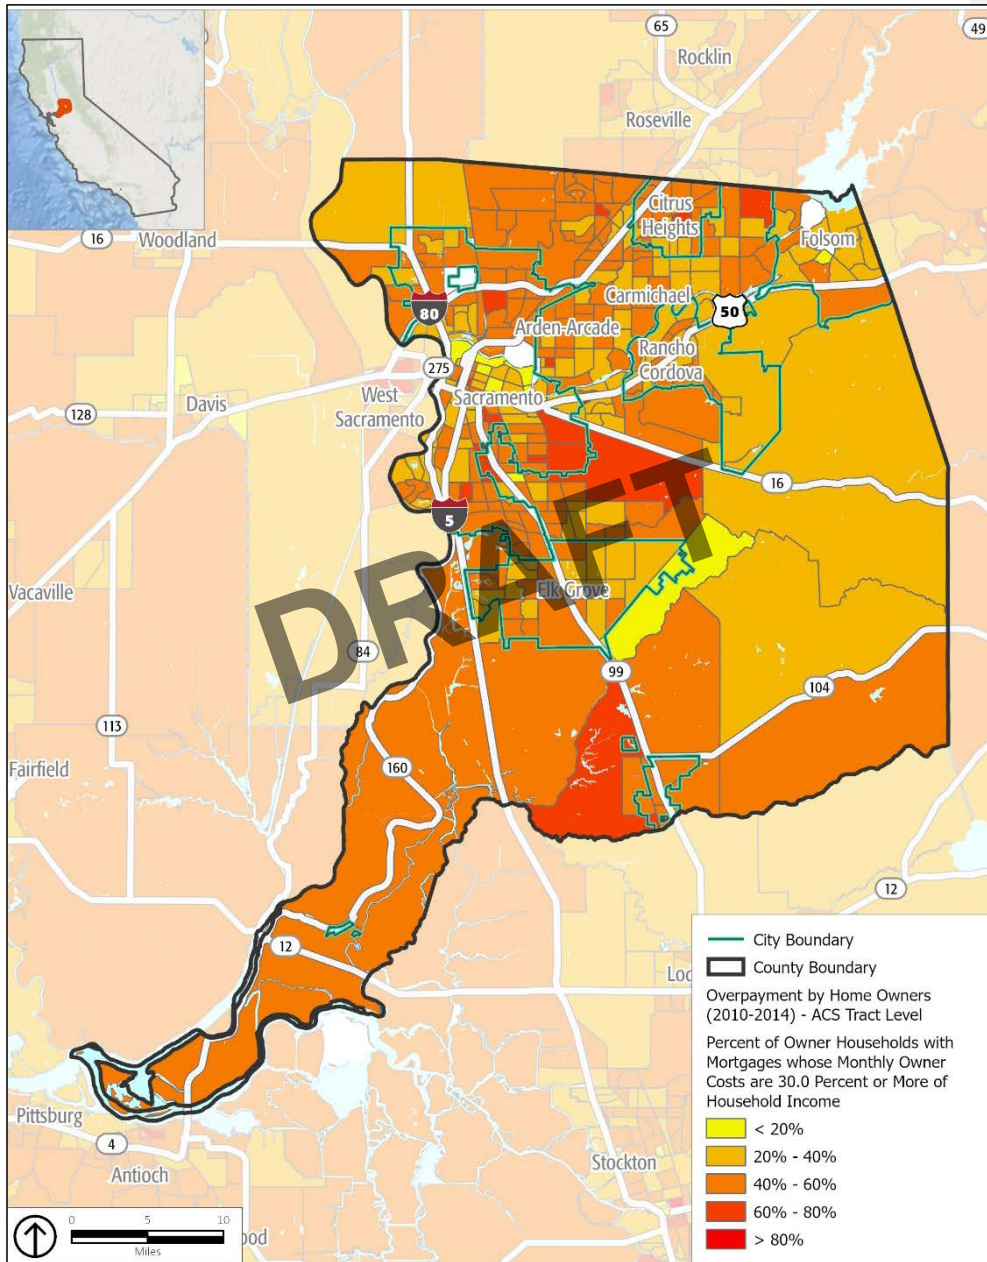 65
49
Rocklin
Roseville
16
Woodland
Citrus
Heights
Folsom
80
Carmichael
50
Arden-Arcade
Rancho
Cordova
275
West
Sacramento
Sacramento
128
Davis
16
5
DRAFT
Elk Grove
Vacaville
84
99
104
113
160
Fairfield
12
12
Pittsburg
4
Antioch
Stockton
City Boundary
County Boundary
Overpayment by Home Owners
(2010-2014) - ACS Tract Level
Percent of Owner Households with
Mortgages whose Monthly Owner
Costs are 30.0 Percent or More of
Household Income
< 20%
20% - 40%
40% - 60%
60% - 80%
> 80%
0 5 10
Miles